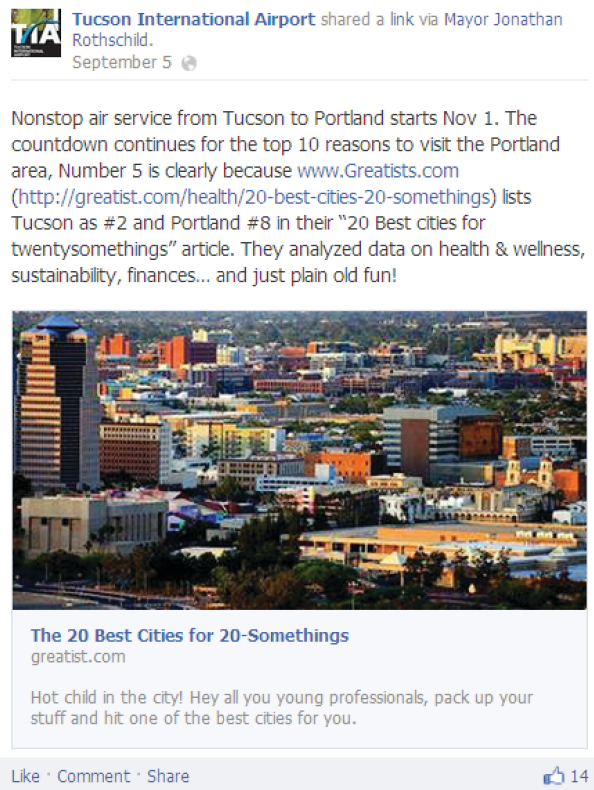 TIA
TUCSON
INTERNATIONAL
AIRPORT
Tucson International Airport shared a link via Mayor Jonathan
Rothschild.
September 5
Nonstop air service from Tucson to Portland starts Nov 1. The
countdown continues for the top 10 reasons to visit the Portland
area, Number 5 is clearly because www.Greatists.com
(http://greatist.com/health/20-best-cities-20-somethings) lists
Tucson as #2 and Portland #8 in their “20 Best cities for
twentysomethings” article. They analyzed data on health & wellness,
sustainability, finances... and just plain old fun!
The 20 Best Cities for 20-Somethings
greatist.com
Hot child in the city! Hey all you young professionals, pack up your
stuff and hit one of the best cities for you.
Like · Comment · Share 14